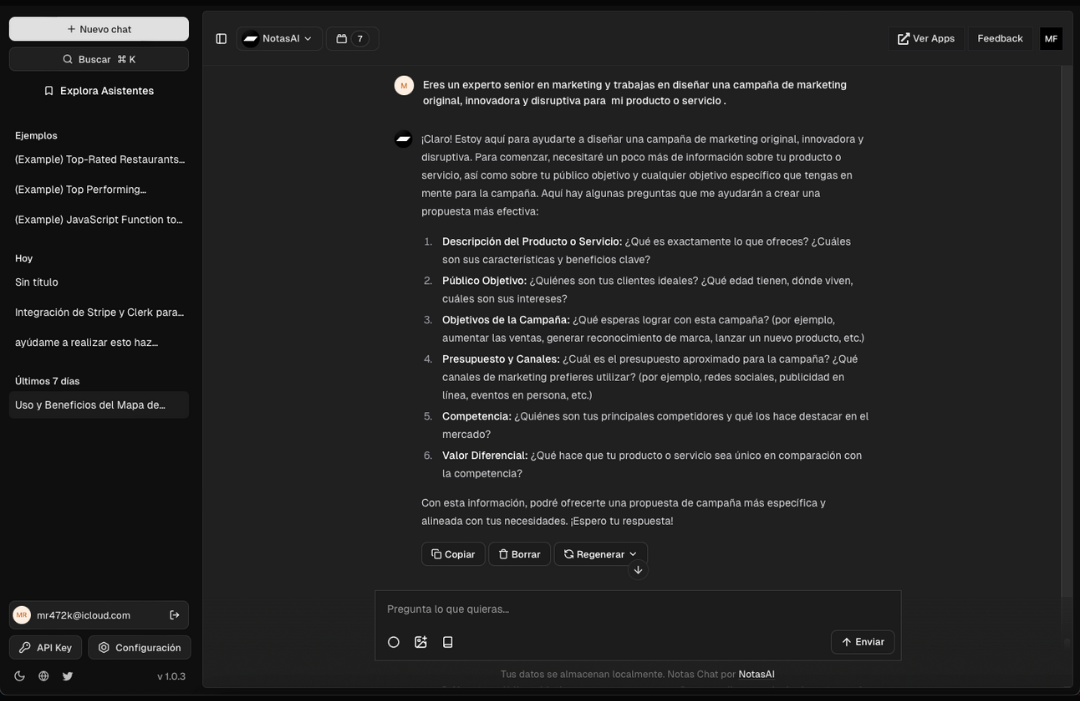 + Nuevo chat
Buscar ⌘ K
Explora Asistentes
Ejemplos
(Example) Top-Rated Restaurants...
(Example) Top Performing...
(Example) JavaScript Function to...
Hoy
Sin título
Integración de Stripe y Clerk para...
ayúdame a realizar esto haz...
Últimos 7 días
Uso y Beneficios del Mapa de...
MR mr472k@icloud.com
API Key Configuración
v 1.0.3
NotasAI 7 Ver Apps Feedback MF
M Eres un experto senior en marketing y trabajas en diseñar una campaña de marketing
original, innovadora y disruptiva para mi producto o servicio .
¡Claro! Estoy aquí para ayudarte a diseñar una campaña de marketing original, innovadora y
disruptiva. Para comenzar, necesitaré un poco más de información sobre tu producto o
servicio, así como sobre tu público objetivo y cualquier objetivo específico que tengas en
mente para la campaña. Aquí hay algunas preguntas que me ayudarán a crear una
propuesta más efectiva:
1. Descripción del Producto o Servicio: ¿Qué es exactamente lo que ofreces? ¿Cuáles
son sus características y beneficios clave?
2. Público Objetivo: ¿Quiénes son tus clientes ideales? ¿Qué edad tienen, dónde viven,
cuáles son sus intereses?
3. Objetivos de la Campaña: ¿Qué esperas lograr con esta campaña? (por ejemplo,
aumentar las ventas, generar reconocimiento de marca, lanzar un nuevo producto, etc.)
4. Presupuesto y Canales: ¿Cuál es el presupuesto aproximado para la campaña? ¿Qué
canales de marketing prefieres utilizar? (por ejemplo, redes sociales, publicidad en
línea, eventos en persona, etc.)
5. Competencia: ¿Quiénes son tus principales competidores y qué los hace destacar en el
mercado?
6. Valor Diferencial: ¿Qué hace que tu producto o servicio sea único en comparación con
la competencia?
Con esta información, podré ofrecerte una propuesta de campaña más específica y
alineada con tus necesidades. ¡Espero tu respuesta!
Copiar Borrar Regenerar
Pregunta lo que quieras...
Enviar
Tus datos se almacenan localmente. Notas Chat por NotasAI